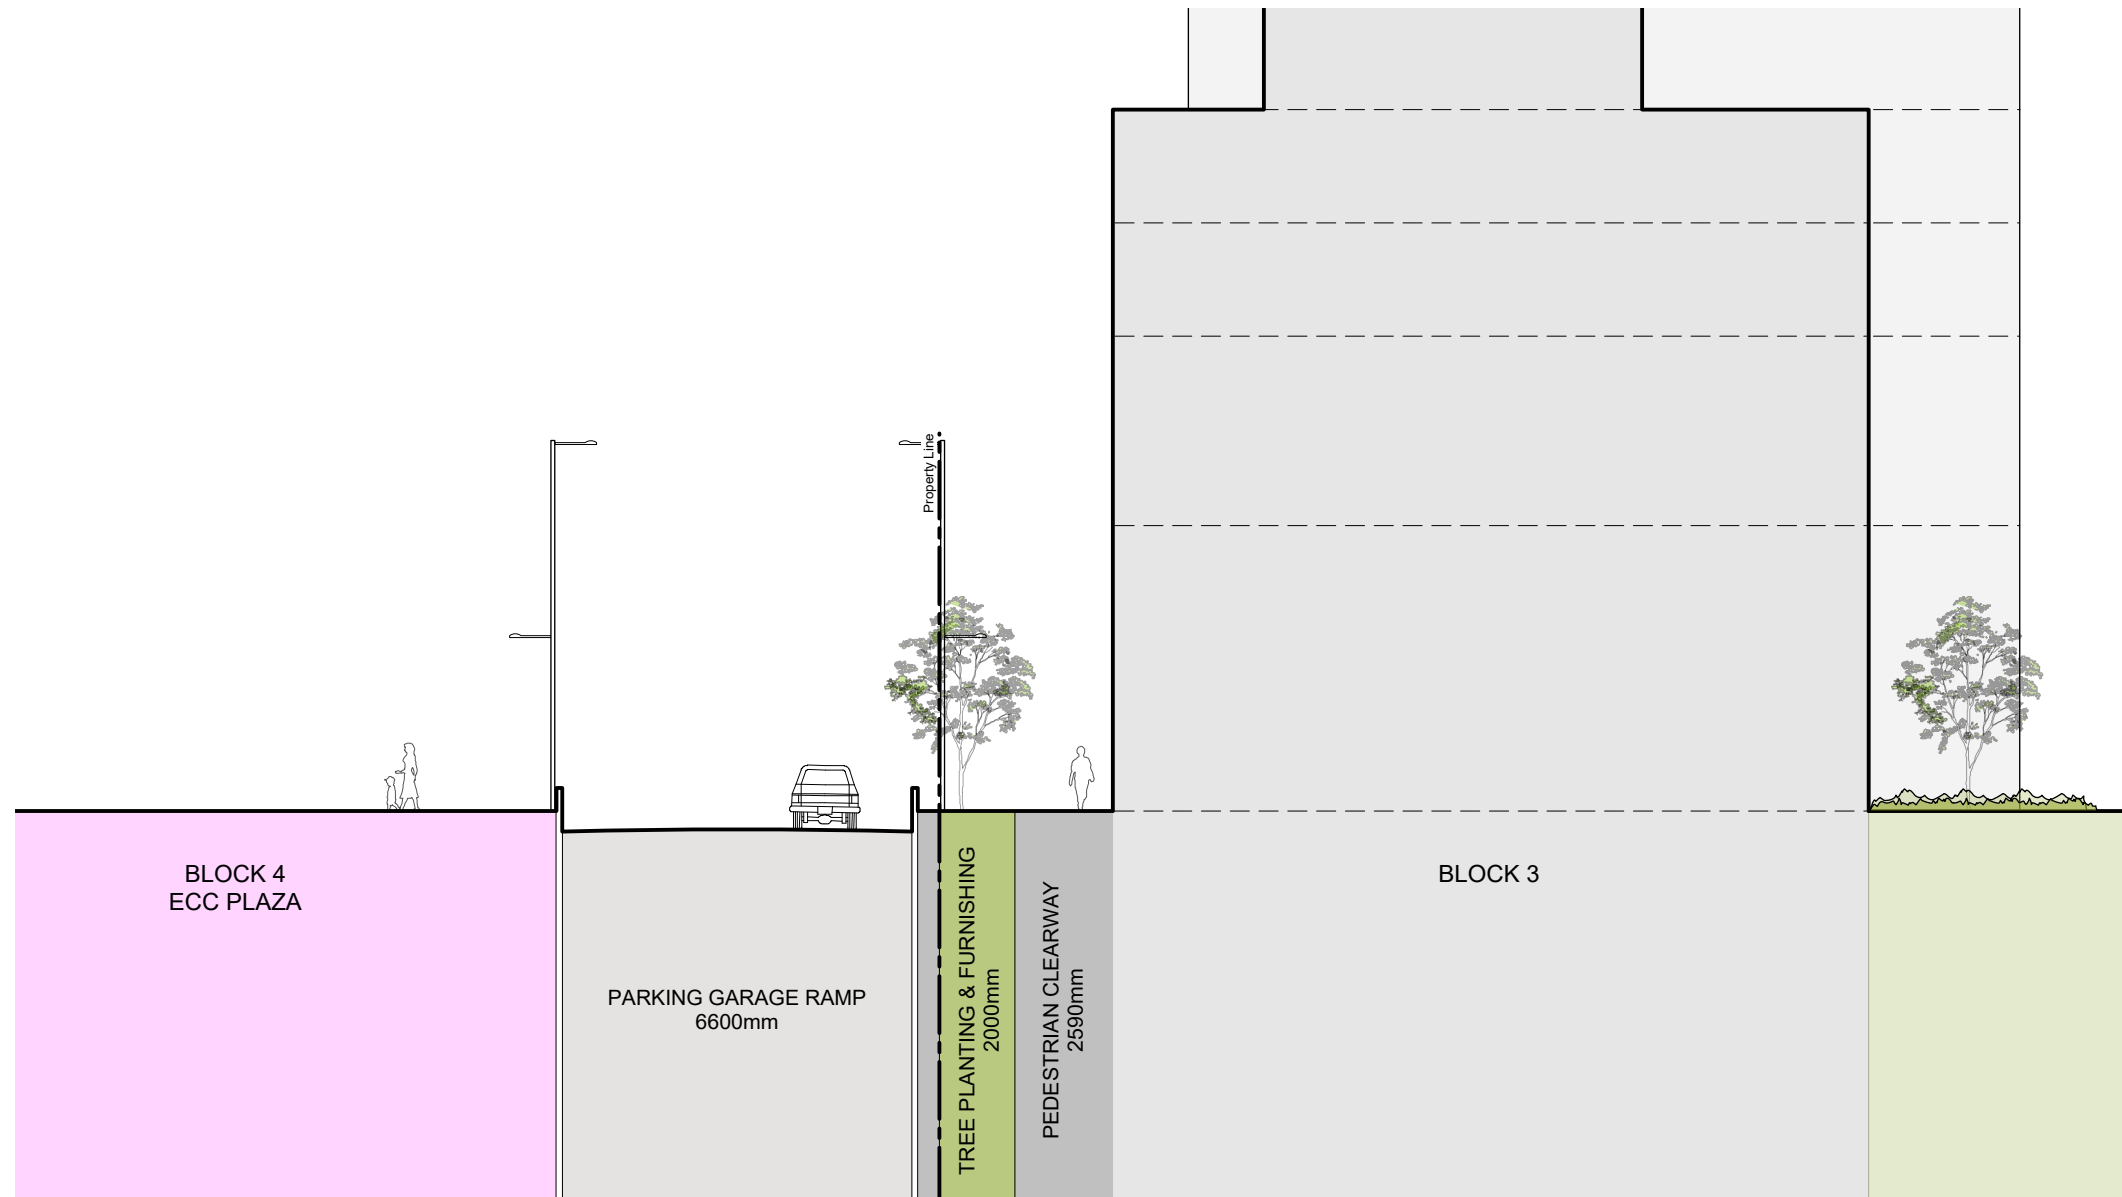 Property Line
BLOCK 4
ECC PLAZA
PARKING GARAGE RAMP
6600mm
TREE PLANTING & FURNISHING
2000mm
PEDESTRIAN CLEARWAY
2590mm
BLOCK 3